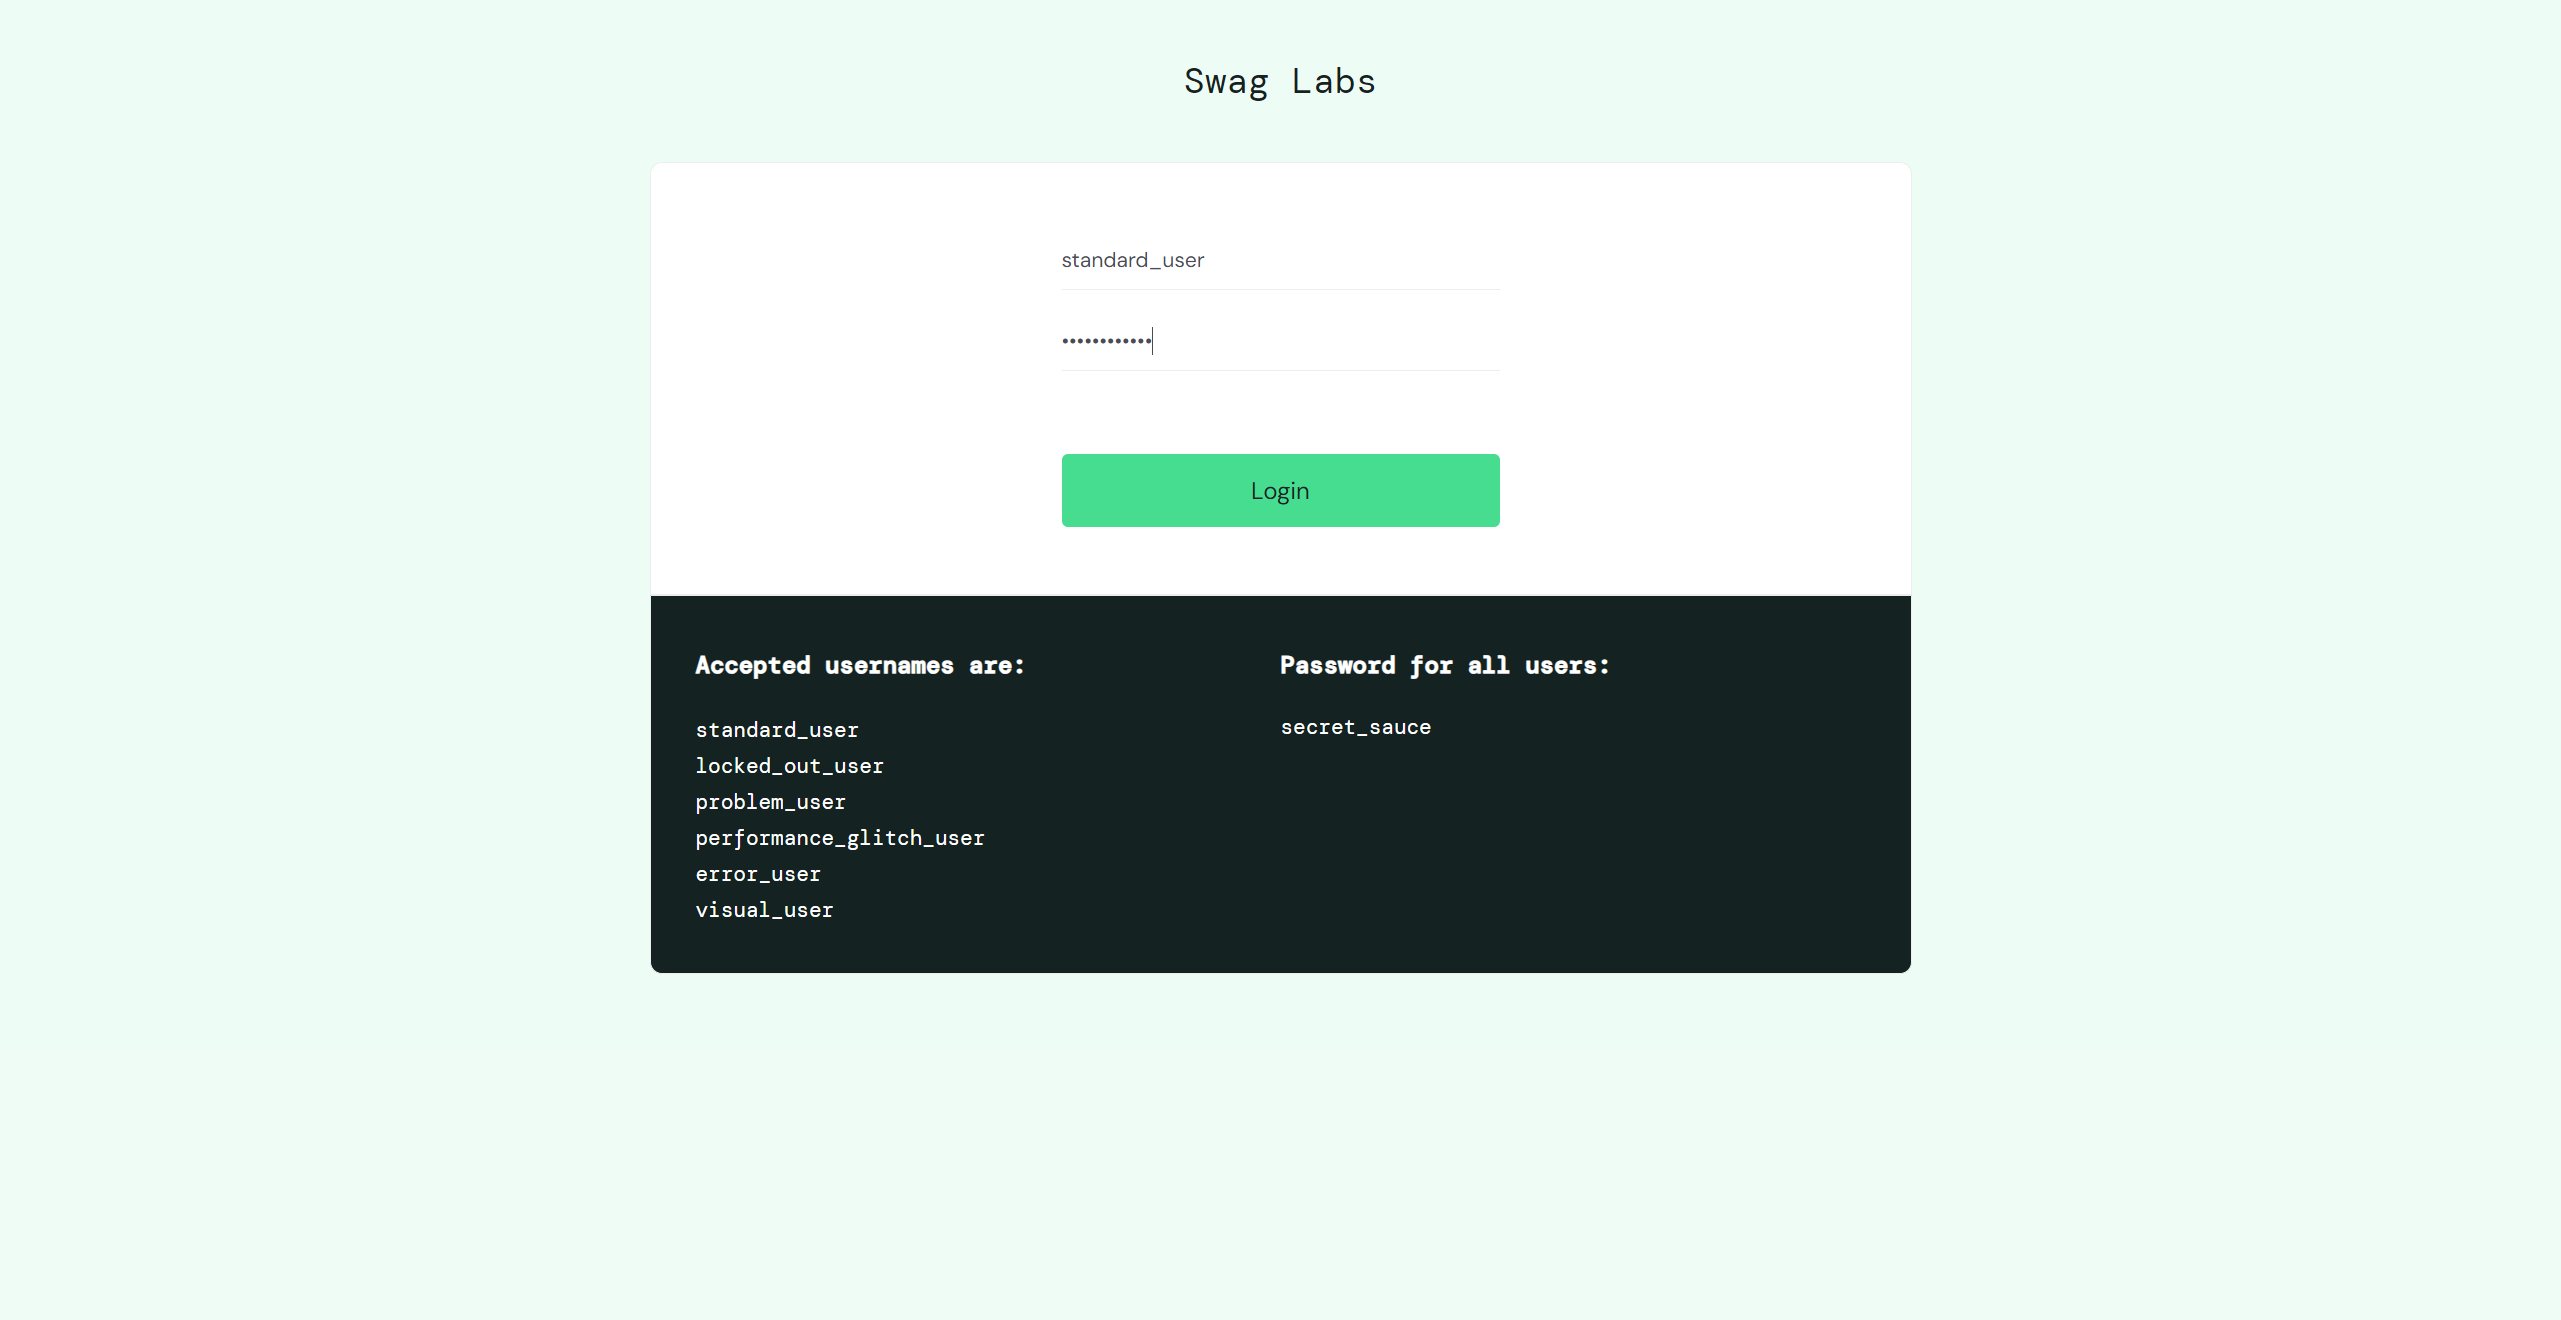 Swag Labs
standard_user
••••••••••••
Login
Accepted usernames are:
standard_user
locked_out_user
problem_user
performance_glitch_user
error_user
visual_user
Password for all users:
secret_sauce